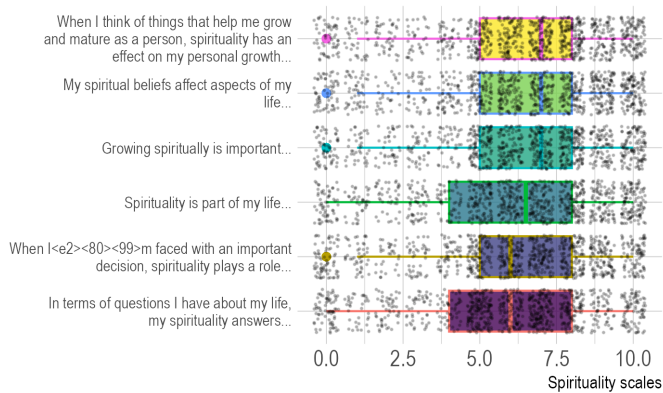 When I think of things that help me grow
and mature as a person, spirituality has an
effect on my personal growth...
My spiritual beliefs affect aspects of my
life...
Growing spiritually is important...
Spirituality is part of my life...
When I<e2><80><99>m faced with an important
decision, spirituality plays a role...
In terms of questions I have about my life,
my spirituality answers...
0.0 2.5 5.0 7.5 10.0
Spirituality scales